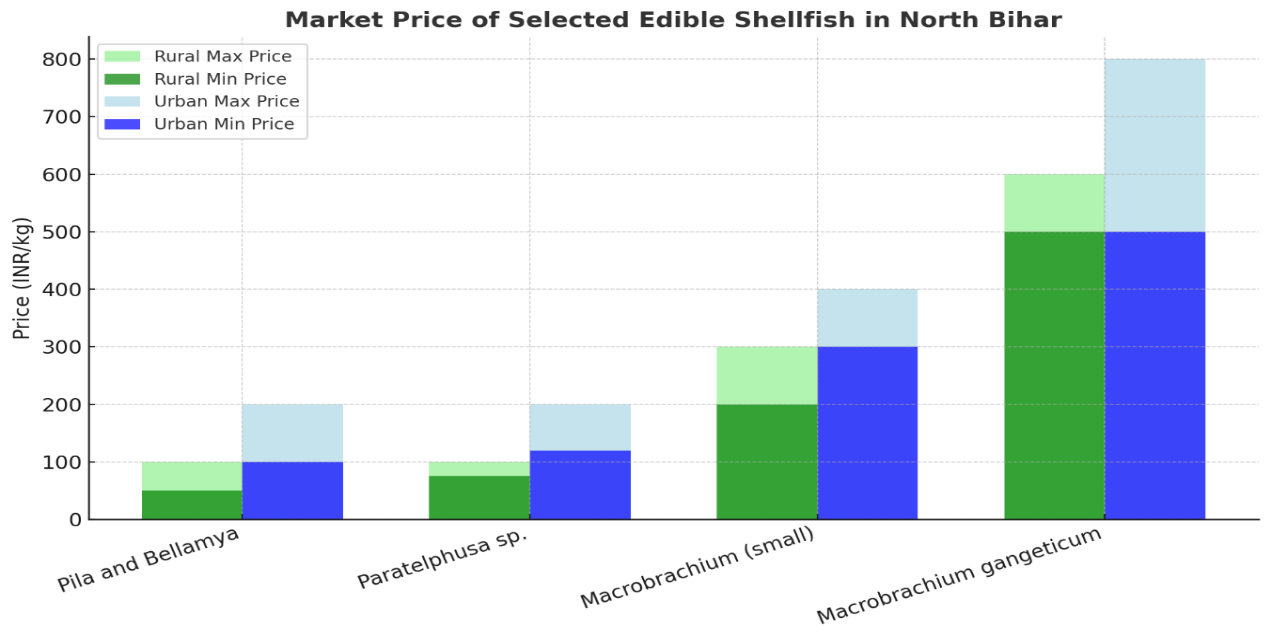 Market Price of Selected Edible Shellfish in North Bihar
Rural Max Price
Rural Min Price
Urban Max Price
Urban Min Price
Price (INR/kg)
800
700
600
500
400
300
200
100
0
Pila and Bellamya
Paratelphusa sp.
Macrobrachium (small)
Macrobrachium gangeticum